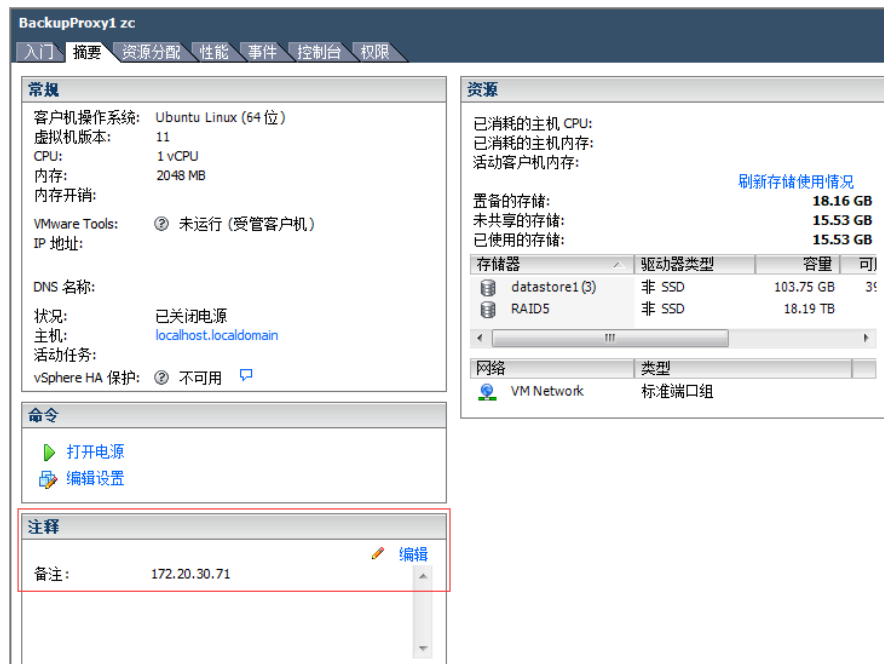 BackupProxy1 zc
入门 摘要 资源分配 性能 事件 控制台 权限
常规
客户机操作系统: Ubuntu Linux (64 位)
虚拟机版本: 11
CPU: 1 vCPU
内存: 2048 MB
内存开销:
VMware Tools: 未运行 (受管客户机)
IP 地址:
DNS 名称:
状况: 已关闭电源
主机: localhost.localdomain
活动任务:
vSphere HA 保护: 不可用
命令
打开电源
编辑设置
注释
编辑
备注: 172.20.30.71
资源
已消耗的主机 CPU:
已消耗的主机内存:
活动客户机内存:
刷新存储使用情况
置备的存储: 18.16 GB
未共享的存储: 15.53 GB
已使用的存储: 15.53 GB
存储器 驱动器类型 容量
datastore1 (3) 非 SSD 103.75 GB
RAID5 非 SSD 18.19 TB
网络 类型
VM Network 标准端口组